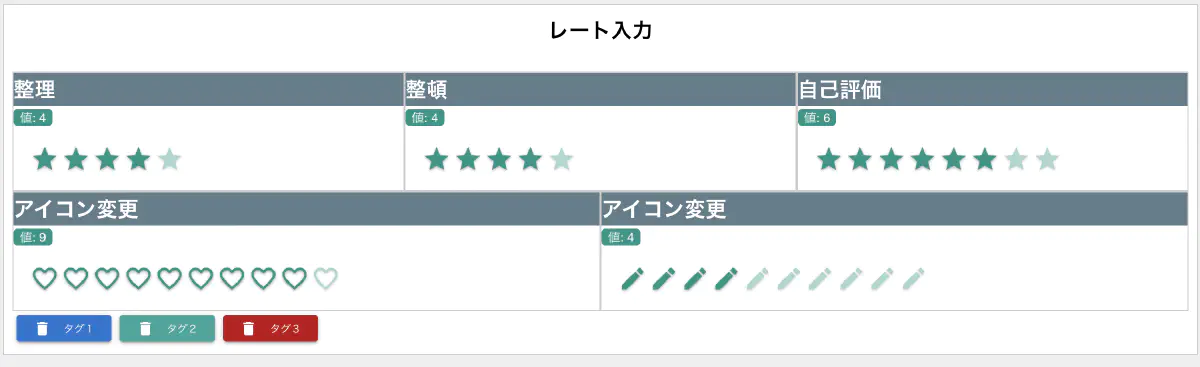 レート入力
整理 整頓 自己評価
値: 4 値: 4 値: 6
アイコン変更 アイコン変更
値: 9 値: 4
タグ1 タグ2 タグ3